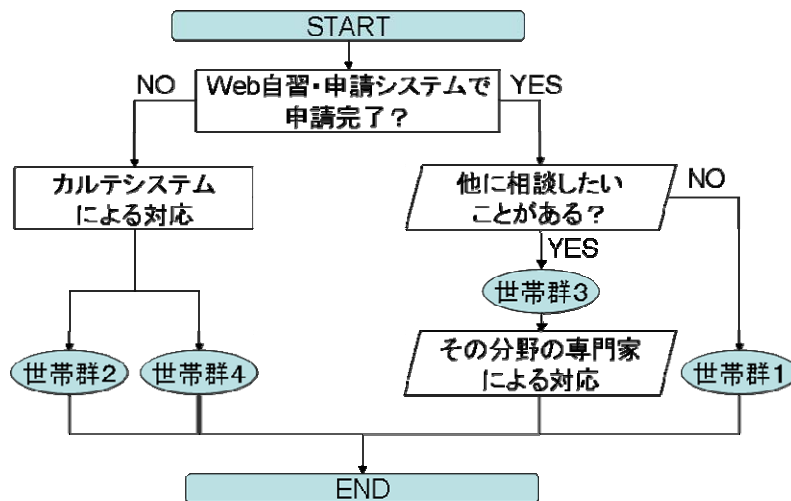 START
NO
Web自習・申請システムで
申請完了？
YES
カルテシステム
による対応
他に相談したい
ことがある？
NO
YES
世帯群3
世帯群2
世帯群4
その分野の専門家
による対応
世帯群1
END